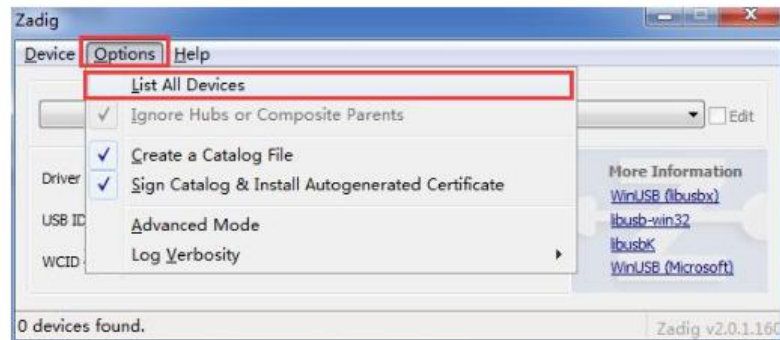 Zadig
Device Options Help
List All Devices
Ignore Hubs or Composite Parents
Edit
Create a Catalog File
Sign Catalog & Install Autogenerated Certificate
Advanced Mode
Log Verbosity
Driver
USB ID
WCID
More Information
WinUSB (libusbx)
libusb-win32
libusbK
WinUSB (Microsoft)
0 devices found.
Zadig v2.0.1.160